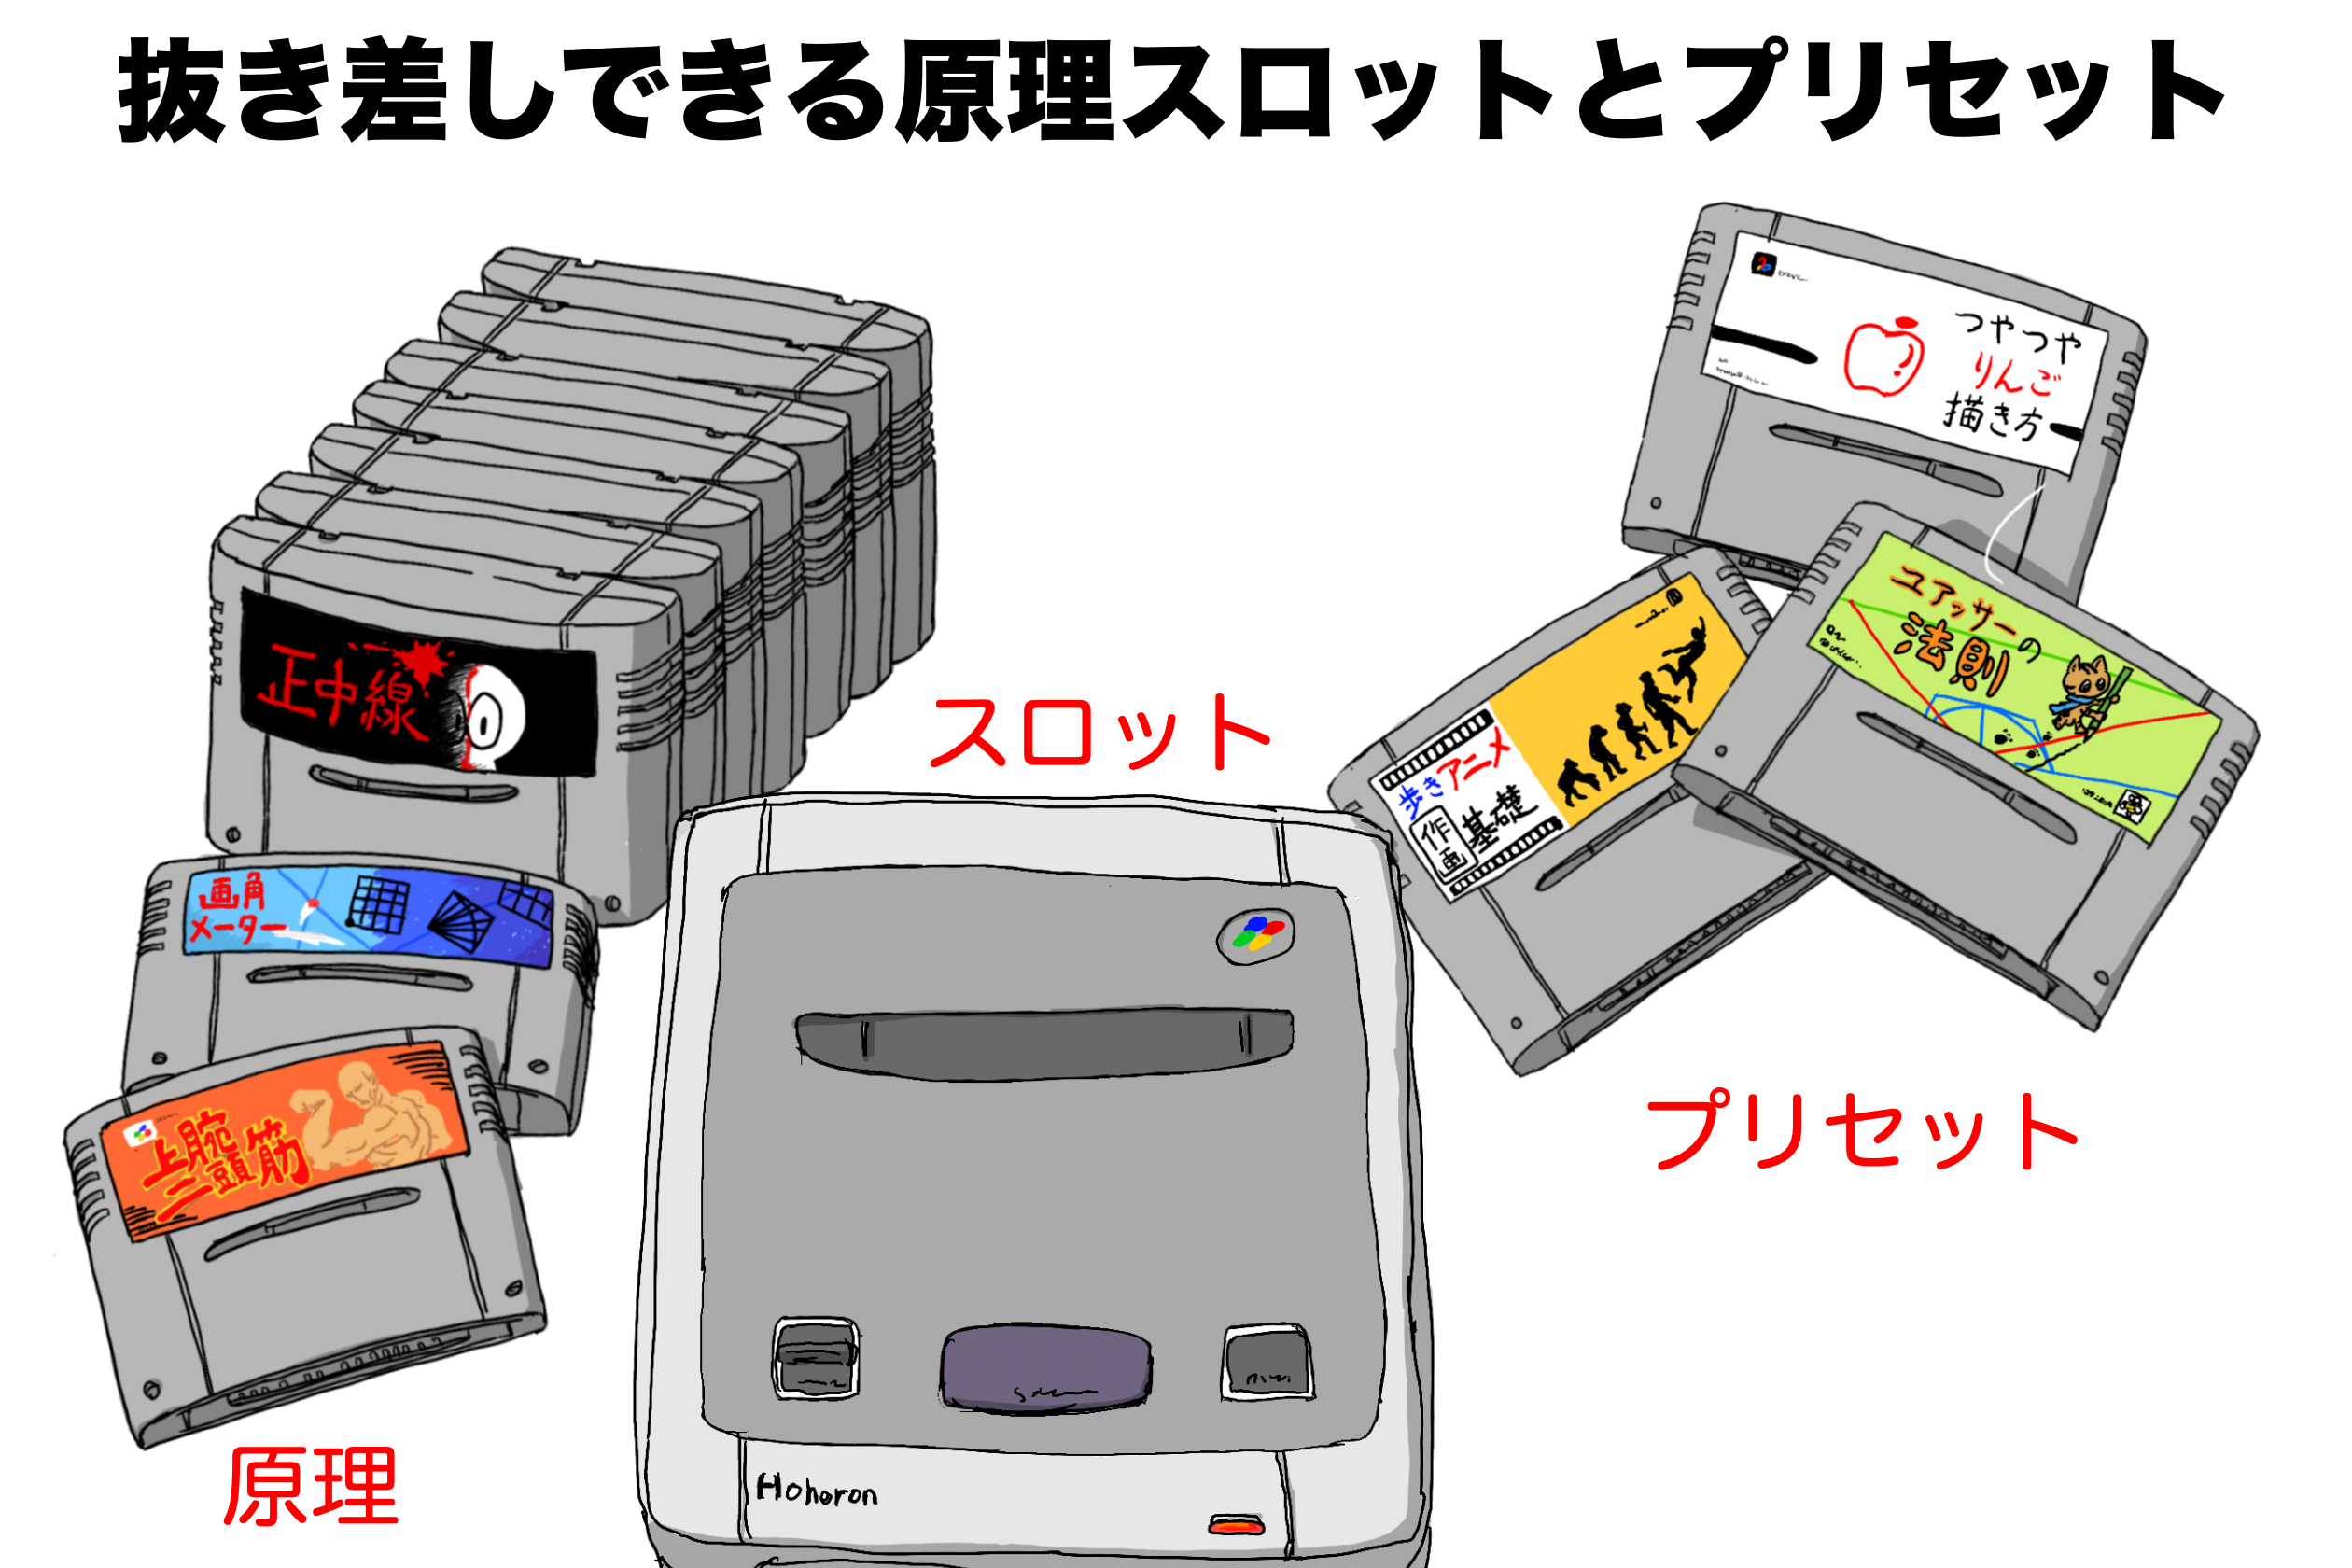 抜き差しできる原理スロットとプリセット
つやつや
りんご
描き方
ユアッサーの
法則
正中線
スロット
歩きアニメ
作画
基礎
画角
メーター
プリセット
上腕
二頭筋
原理
Hohoron